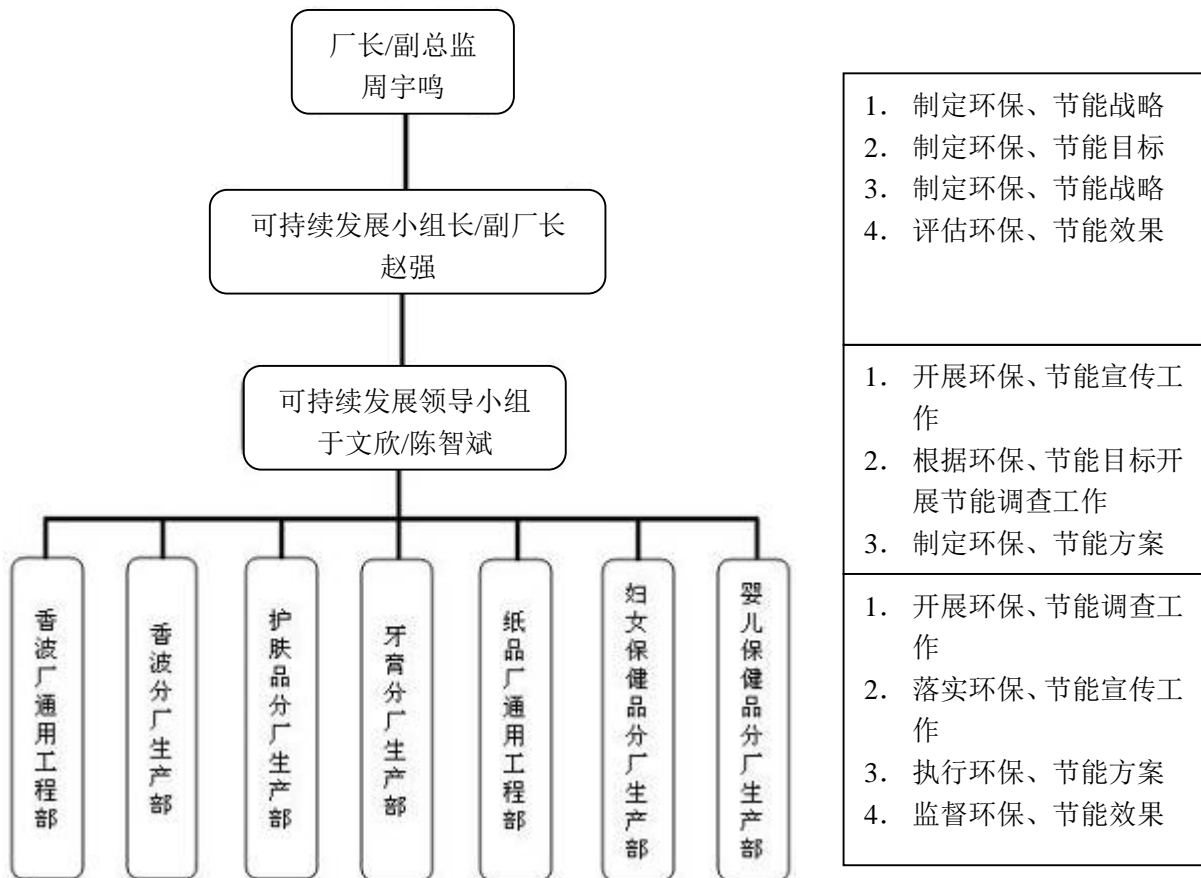 厂长/副总监
周宇鸣
可持续发展小组长/副厂长
赵强
可持续发展领导小组
于文欣/陈智斌
香波厂通用工程部
香波分厂生产部
护肤品分厂生产部
牙膏分厂生产部
纸品厂通用工程部
妇女保健品分厂生产部
婴儿保健品分厂生产部
1. 制定环保、节能战略
2. 制定环保、节能目标
3. 制定环保、节能战略
4. 评估环保、节能效果
1. 开展环保、节能宣传工
作
2. 根据环保、节能目标开
展节能调查工作
3. 制定环保、节能方案
1. 开展环保、节能调查工
作
2. 落实环保、节能宣传工
作
3. 执行环保、节能方案
4. 监督环保、节能效果